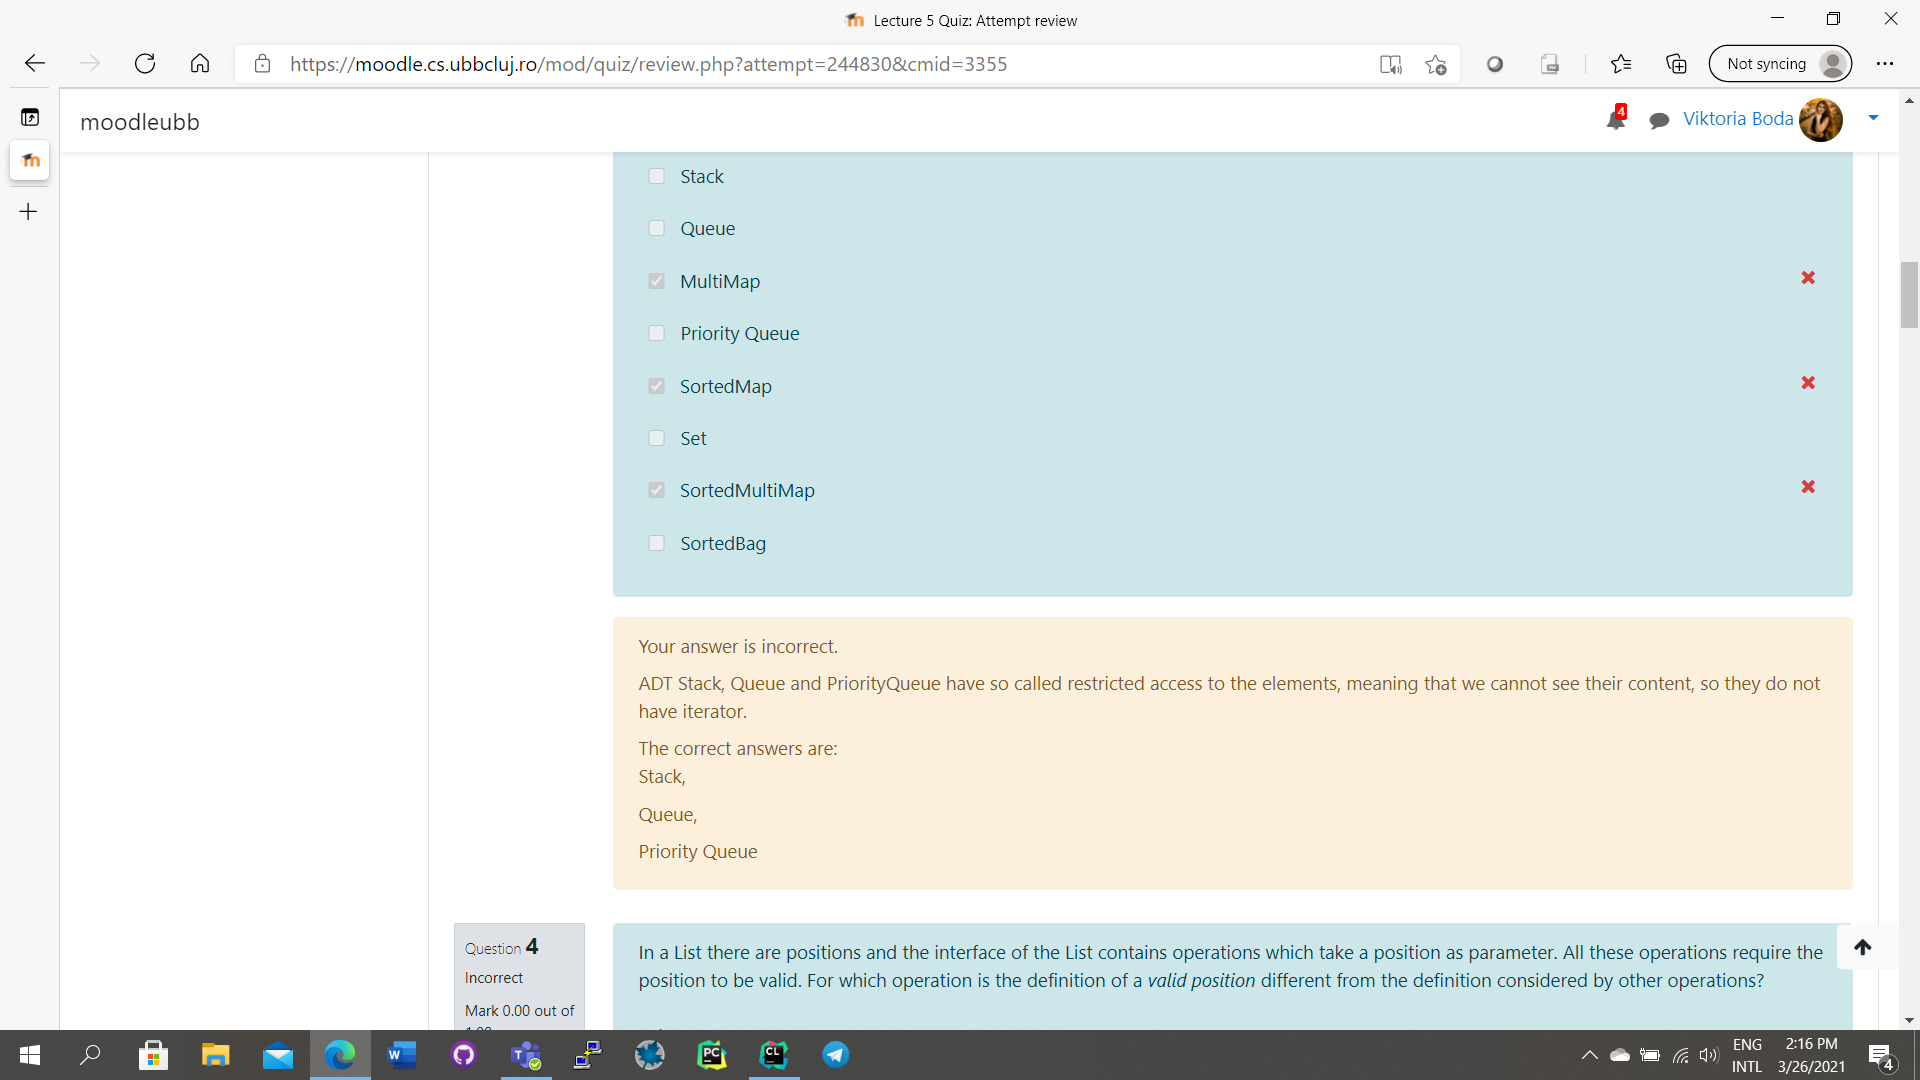 Lecture 5 Quiz: Attempt review
https://moodle.cs.ubbcluj.ro/mod/quiz/review.php?attempt=244830&cmid=3355
Not syncing
moodleubb
4
Viktoria Boda
Stack
Queue
MultiMap
Priority Queue
SortedMap
Set
SortedMultiMap
SortedBag
Your answer is incorrect.
ADT Stack, Queue and PriorityQueue have so called restricted access to the elements, meaning that we cannot see their content, so they do not
have iterator.
The correct answers are:
Stack,
Queue,
Priority Queue
Question 4
Incorrect
Mark 0.00 out of
1.00
In a List there are positions and the interface of the List contains operations which take a position as parameter. All these operations require the
position to be valid. For which operation is the definition of a valid position different from the definition considered by other operations?
ENG
INTL
2:16 PM
3/26/2021
4